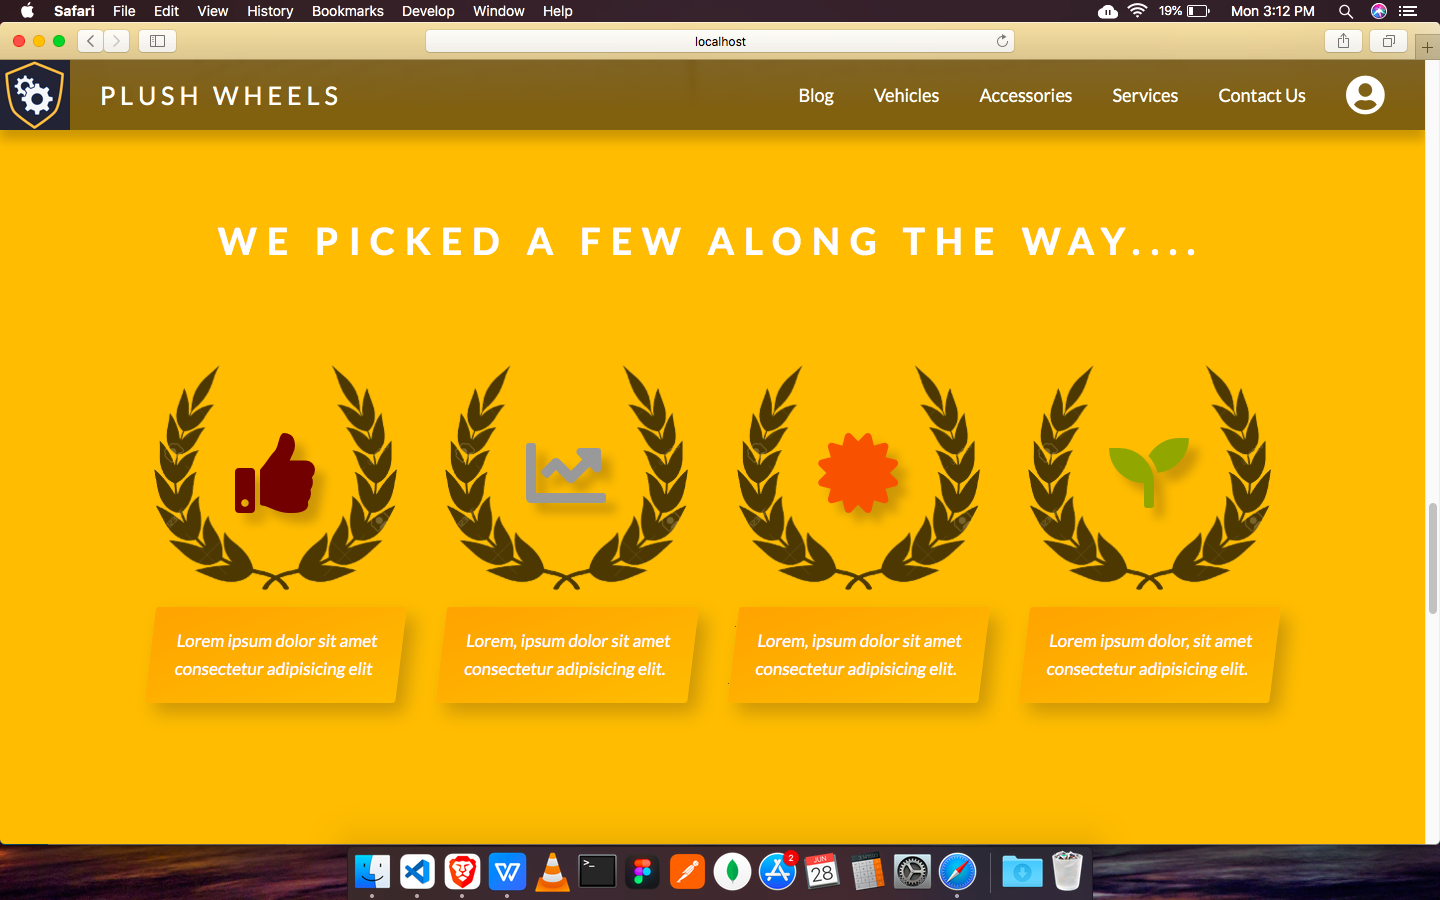 Safari File Edit View History Bookmarks Develop Window Help 19% Mon 3:12 PM
localhost
PLUSH WHEELS Blog Vehicles Accessories Services Contact Us
WE PICKED A FEW ALONG THE WAY....
Lorem ipsum dolor sit amet
consectetur adipisicing elit
Lorem, ipsum dolor sit amet
consectetur adipisicing elit.
Lorem, ipsum dolor sit amet
consectetur adipisicing elit.
Lorem ipsum dolor, sit amet
consectetur adipisicing elit.
>_
2
JUN
28